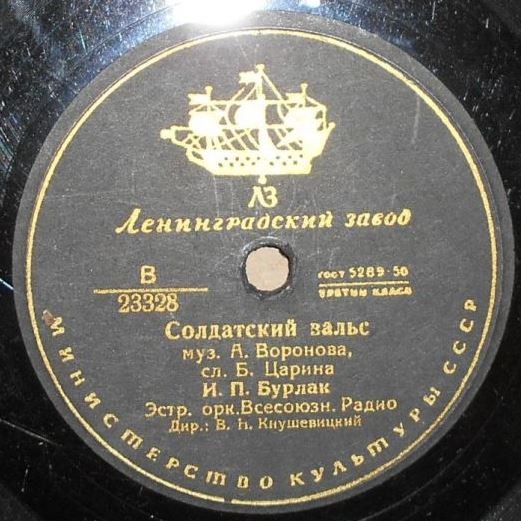 ЛЗ
Ленинградский завод
В
23328
ГОСТ 5289-50
третий класс
Солдатский вальс
муз. А. Воронова,
сл. Б. Царина
И. П. Бурлак
Эстр. орк. Всесоюзн. Радио
Дир.: В. Н. Кнушевицкий
МИНИСТЕРСТВО КУЛЬТУРЫ СССР